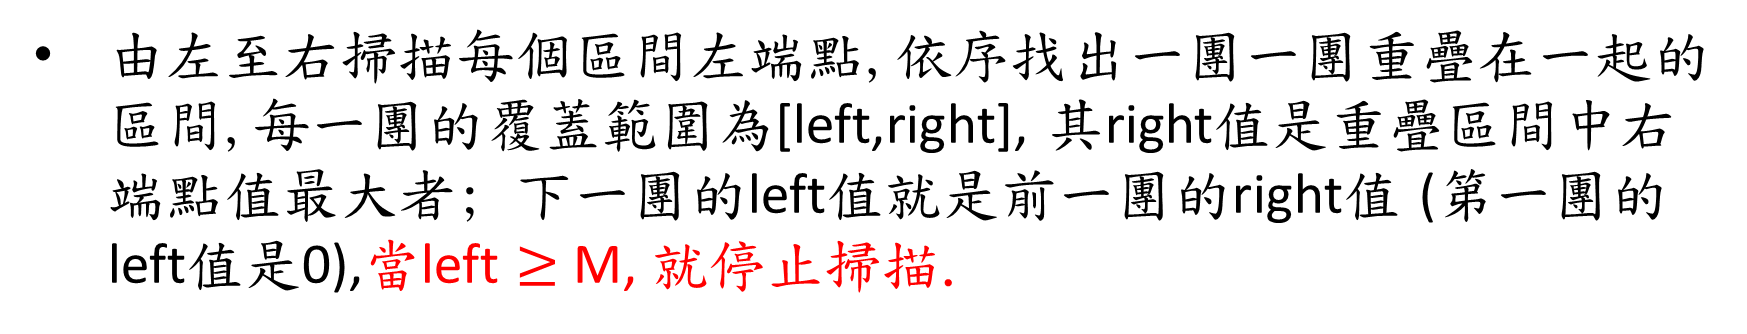 • 由左至右掃描每個區間左端點, 依序找出一團一團重疊在一起的
區間, 每一團的覆蓋範圍為[left,right], 其right值是重疊區間中右
端點值最大者; 下一團的left值就是前一團的right值 (第一團的
left值是0),當left ≥ M, 就停止掃描.